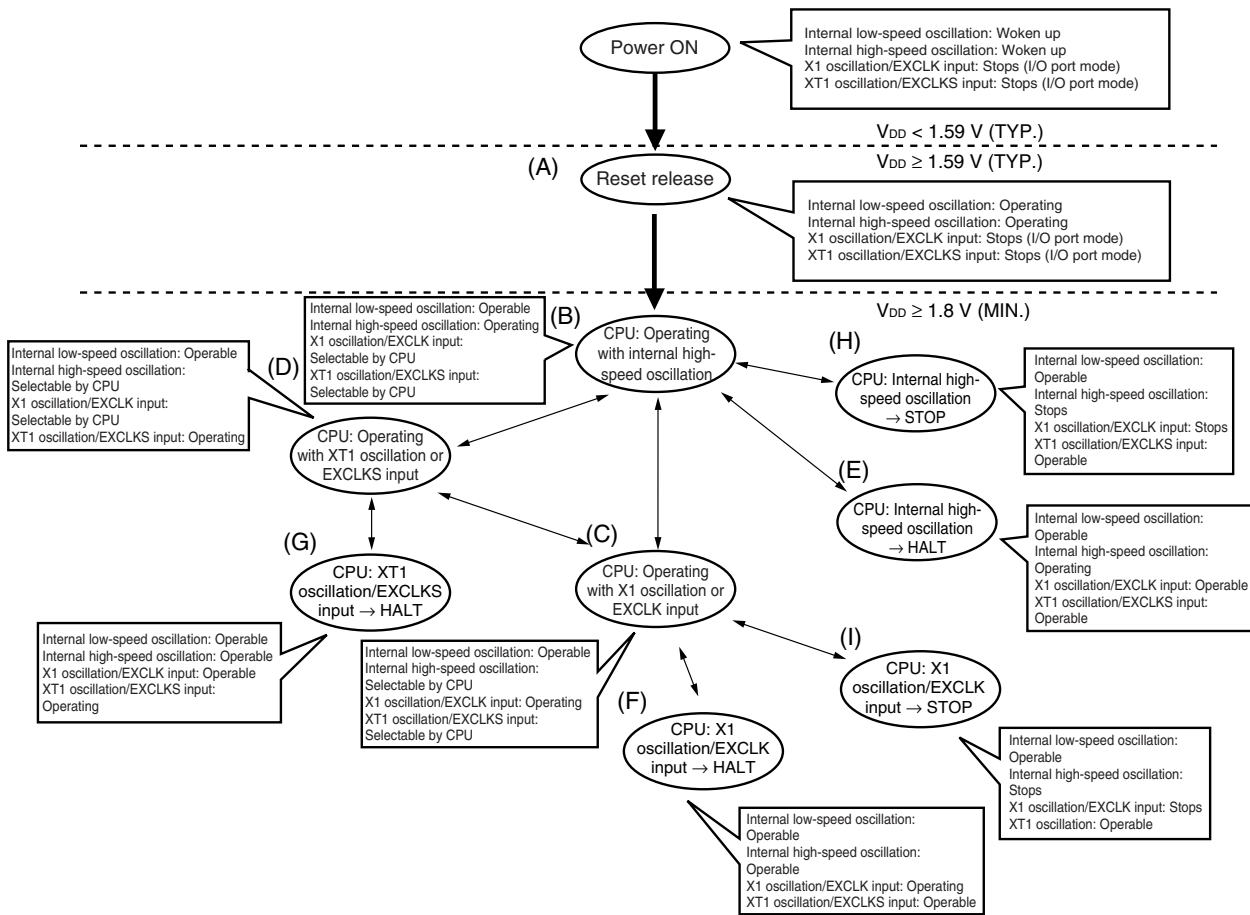 Power ON
Internal low-speed oscillation: Woken up
Internal high-speed oscillation: Woken up
X1 oscillation/EXCLK input: Stops (I/O port mode)
XT1 oscillation/EXCLKS input: Stops (I/O port mode)
VDD < 1.59 V (TYP.)
VDD ≥ 1.59 V (TYP.)
(A)
Reset release
Internal low-speed oscillation: Operating
Internal high-speed oscillation: Operating
X1 oscillation/EXCLK input: Stops (I/O port mode)
XT1 oscillation/EXCLKS input: Stops (I/O port mode)
VDD ≥ 1.8 V (MIN.)
(B)
CPU: Operating
with internal high-
speed oscillation
Internal low-speed oscillation: Operable
Internal high-speed oscillation: Operating
X1 oscillation/EXCLK input:
Selectable by CPU
XT1 oscillation/EXCLKS input:
Selectable by CPU
(D)
CPU: Operating
with XT1 oscillation or
EXCLKS input
Internal low-speed oscillation: Operable
Internal high-speed oscillation:
Selectable by CPU
X1 oscillation/EXCLK input:
Selectable by CPU
XT1 oscillation/EXCLKS input: Operating
(H)
CPU: Internal high-
speed oscillation
→ STOP
Internal low-speed oscillation:
Operable
Internal high-speed oscillation:
Stops
X1 oscillation/EXCLK input: Stops
XT1 oscillation/EXCLKS input:
Operable
(E)
CPU: Internal high-
speed oscillation
→ HALT
Internal low-speed oscillation:
Operable
Internal high-speed oscillation:
Operating
X1 oscillation/EXCLK input: Operable
XT1 oscillation/EXCLKS input:
Operable
(G)
CPU: XT1
oscillation/EXCLKS
input → HALT
Internal low-speed oscillation: Operable
Internal high-speed oscillation: Operable
X1 oscillation/EXCLK input: Operable
XT1 oscillation/EXCLKS input:
Operating
(C)
CPU: Operating
with X1 oscillation or
EXCLK input
Internal low-speed oscillation: Operable
Internal high-speed oscillation:
Selectable by CPU
X1 oscillation/EXCLK input: Operating
XT1 oscillation/EXCLKS input:
Selectable by CPU
(I)
CPU: X1
oscillation/EXCLK
input → STOP
Internal low-speed oscillation:
Operable
Internal high-speed oscillation:
Stops
X1 oscillation/EXCLK input: Stops
XT1 oscillation: Operable
(F)
CPU: X1
oscillation/EXCLK
input → HALT
Internal low-speed oscillation:
Operable
Internal high-speed oscillation:
Operable
X1 oscillation/EXCLK input: Operating
XT1 oscillation/EXCLKS input: Operable